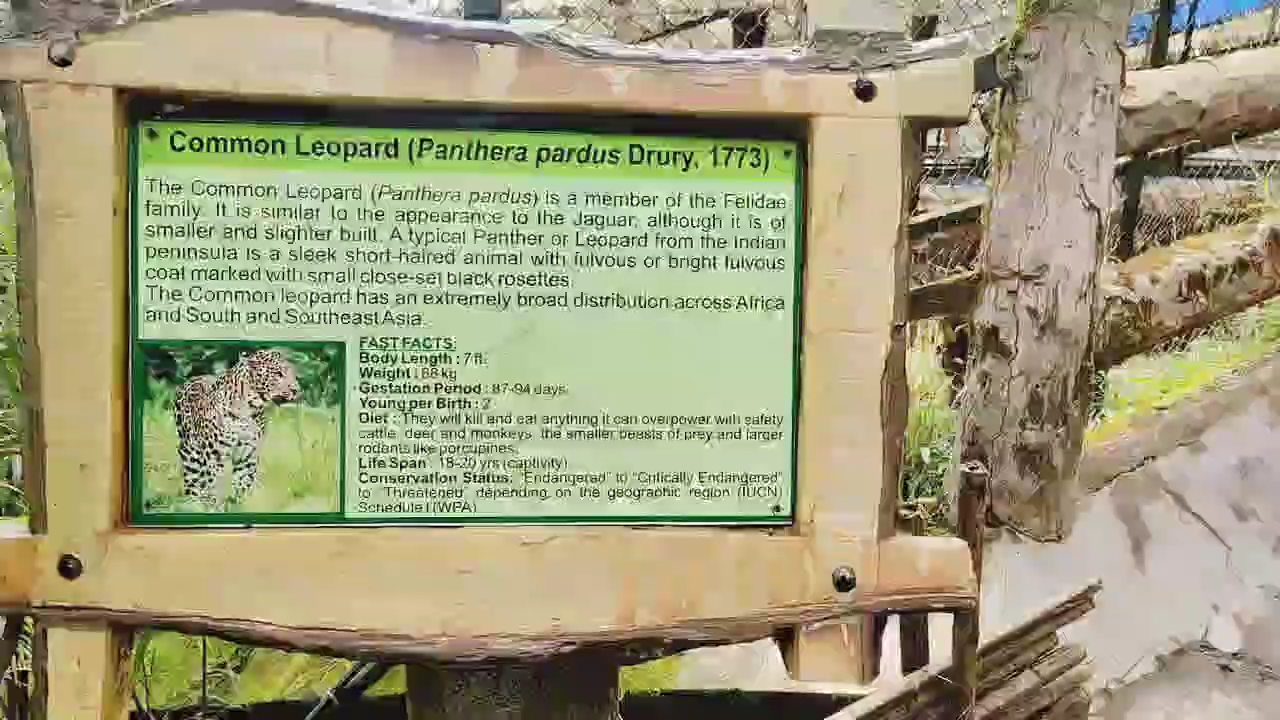 Common Leopard (Panthera pardus Drury, 1773)
The Common Leopard (Panthera pardus) is a member of the Felidae
family. It is similar to the appearance to the Jaguar, although it is of
smaller and slighter built. A typical Panther or Leopard from the Indian
peninsula is a sleek short-haired animal with fulvous or bright fulvous
coat marked with small close-set black rosettes.
The Common leopard has an extremely broad distribution across Africa
and South and Southeast Asia.
FAST FACTS:
Body Length : 7 ft.
Weight : 68 kg
Gestation Period : 87-94 days.
Young per Birth : 2
Diet : They will kill and eat anything it can overpower with safety
cattle, deer and monkeys, the smaller beasts of prey and larger
rodents like porcupines.
Life Span : 18-20 yrs (captivity)
Conservation Status: "Endangered" to "Critically Endangered"
to "Threatened" depending on the geographic region (IUCN)
Schedule I (WPA)